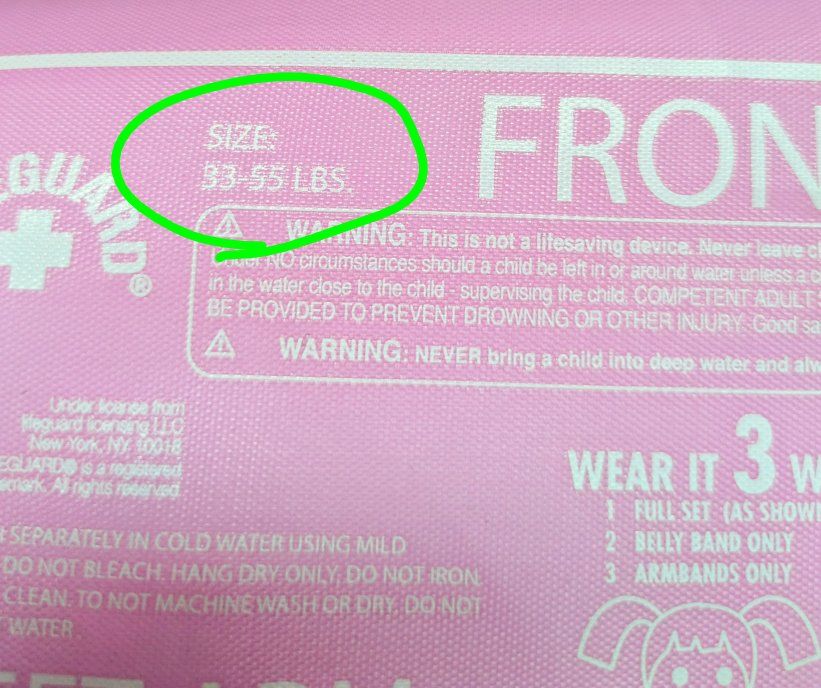 SIZE:
33-55 LBS.
FRON
EGUARD®
WARNING: This is not a lifesaving device. Never leave c
Under NO circumstances should a child be left in or around water unless a c
in the water close to the child - supervising the child. COMPETENT ADULT S
BE PROVIDED TO PREVENT DROWNING OR OTHER INJURY. Good sa
WARNING: NEVER bring a child into deep water and alw
Under license from
lifeguard licensing LLC
New York, NY 10018
EGUARD® is a registered
emark. All rights reserved.
WEAR IT 3 W
1 FULL SET (AS SHOW
2 BELLY BAND ONLY
3 ARMBANDS ONLY
SEPARATELY IN COLD WATER USING MILD
DO NOT BLEACH. HANG DRY ONLY, DO NOT IRON.
CLEAN. TO NOT MACHINE WASH OR DRY. DO NOT
WATER.